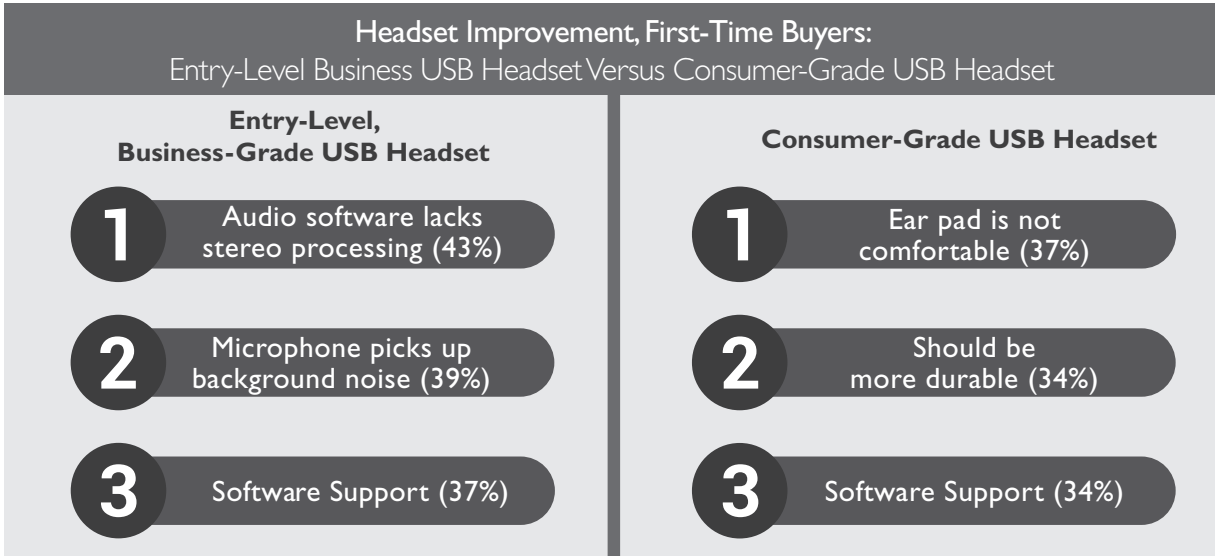 Headset Improvement, First-Time Buyers:
Entry-Level Business USB Headset Versus Consumer-Grade USB Headset
Entry-Level,
Business-Grade USB Headset
1
Audio software lacks
stereo processing (43%)
2
Microphone picks up
background noise (39%)
3
Software Support (37%)
Consumer-Grade USB Headset
1
Ear pad is not
comfortable (37%)
2
Should be
more durable (34%)
3
Software Support (34%)